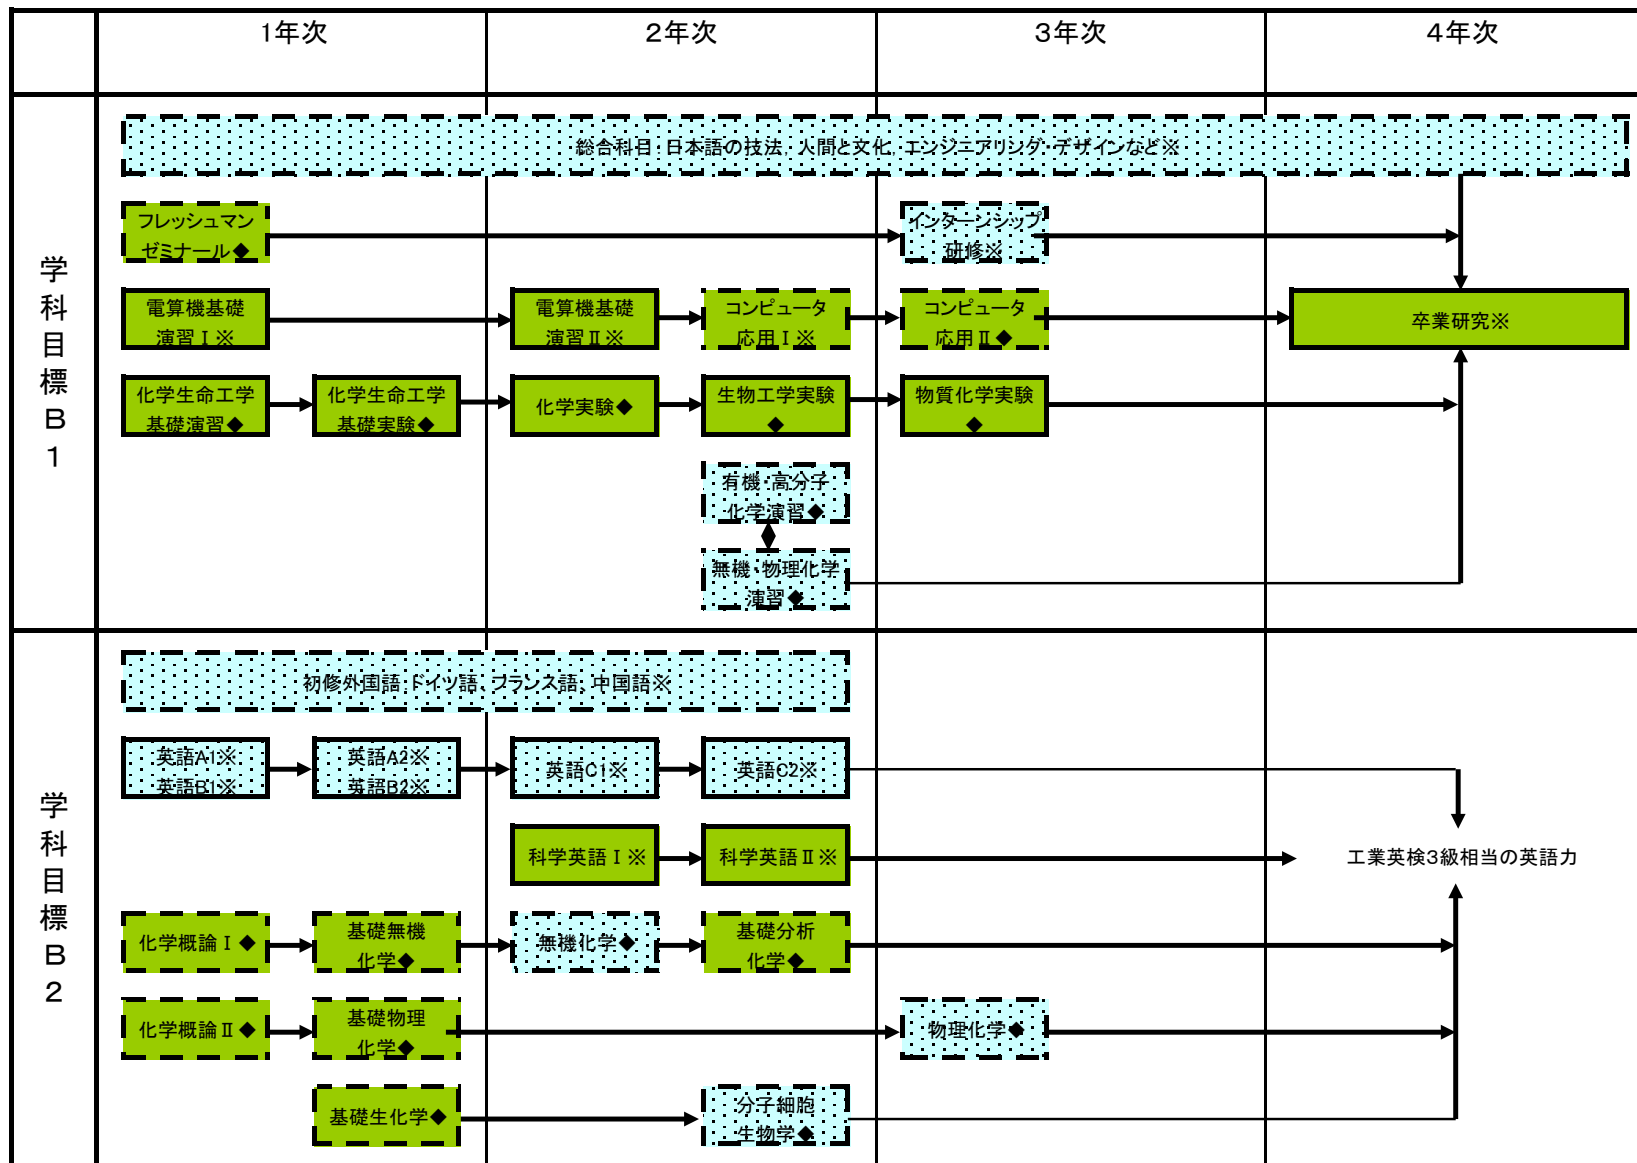 1年次
2年次
3年次
4年次
学科目標B1
総合科目:日本語の技法, 人間と文化, エンジニアリング・デザインなど※
フレッシュマン
ゼミナール◆
インターンシップ
研修※
電算機基礎
演習Ⅰ※
電算機基礎
演習Ⅱ※
コンピュータ
応用Ⅰ※
コンピュータ
応用Ⅱ◆
卒業研究※
化学生命工学
基礎演習◆
化学生命工学
基礎実験◆
化学実験◆
生物工学実験
◆
物質化学実験
◆
有機・高分子
化学演習◆
無機・物理化学
演習◆
学科目標B2
初修外国語:ドイツ語、フランス語、中国語※
英語A1※
英語B1※
英語A2※
英語B2※
英語C1※
英語C2※
科学英語Ⅰ※
科学英語Ⅱ※
工業英検3級相当の英語力
化学概論Ⅰ◆
基礎無機
化学◆
無機化学◆
基礎分析
化学◆
化学概論Ⅱ◆
基礎物理
化学◆
物理化学◆
基礎生化学◆
分子細胞
生物学◆